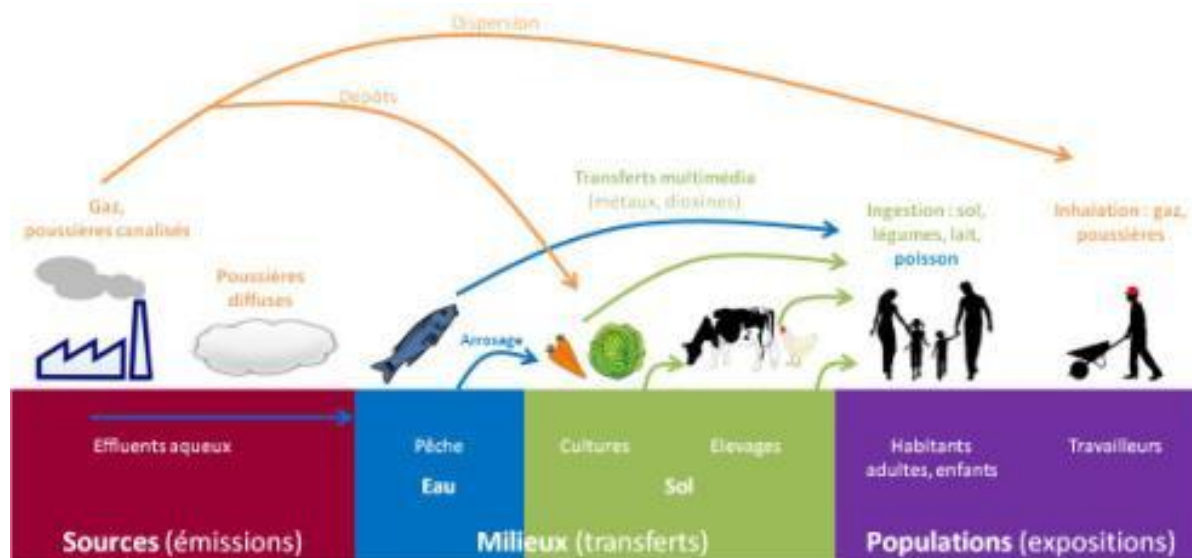 Dispersion
Dépôts
Gaz,
poussières canalisés
Poussières
diffuses
Transferts multimédia
(métaux, dioxines)
Arrosage
Ingestion : sol,
légumes, lait,
poisson
Inhalation : gaz,
poussières
Effluents aqueux
Pêche
Eau
Cultures
Elevages
Sol
Habitants
adultes, enfants
Travailleurs
Sources (émissions)
Milieux (transferts)
Populations (expositions)